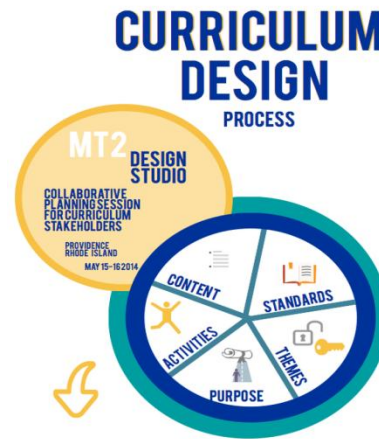 CURRICULUM
DESIGN
PROCESS
MT2 DESIGN
STUDIO
COLLABORATIVE
PLANNING SESSION
FOR CURRICULUM
STAKEHOLDERS
PROVIDENCE
RHODE ISLAND
MAY 15-16 2014
CONTENT
STANDARDS
ACTIVITIES
THEMES
PURPOSE